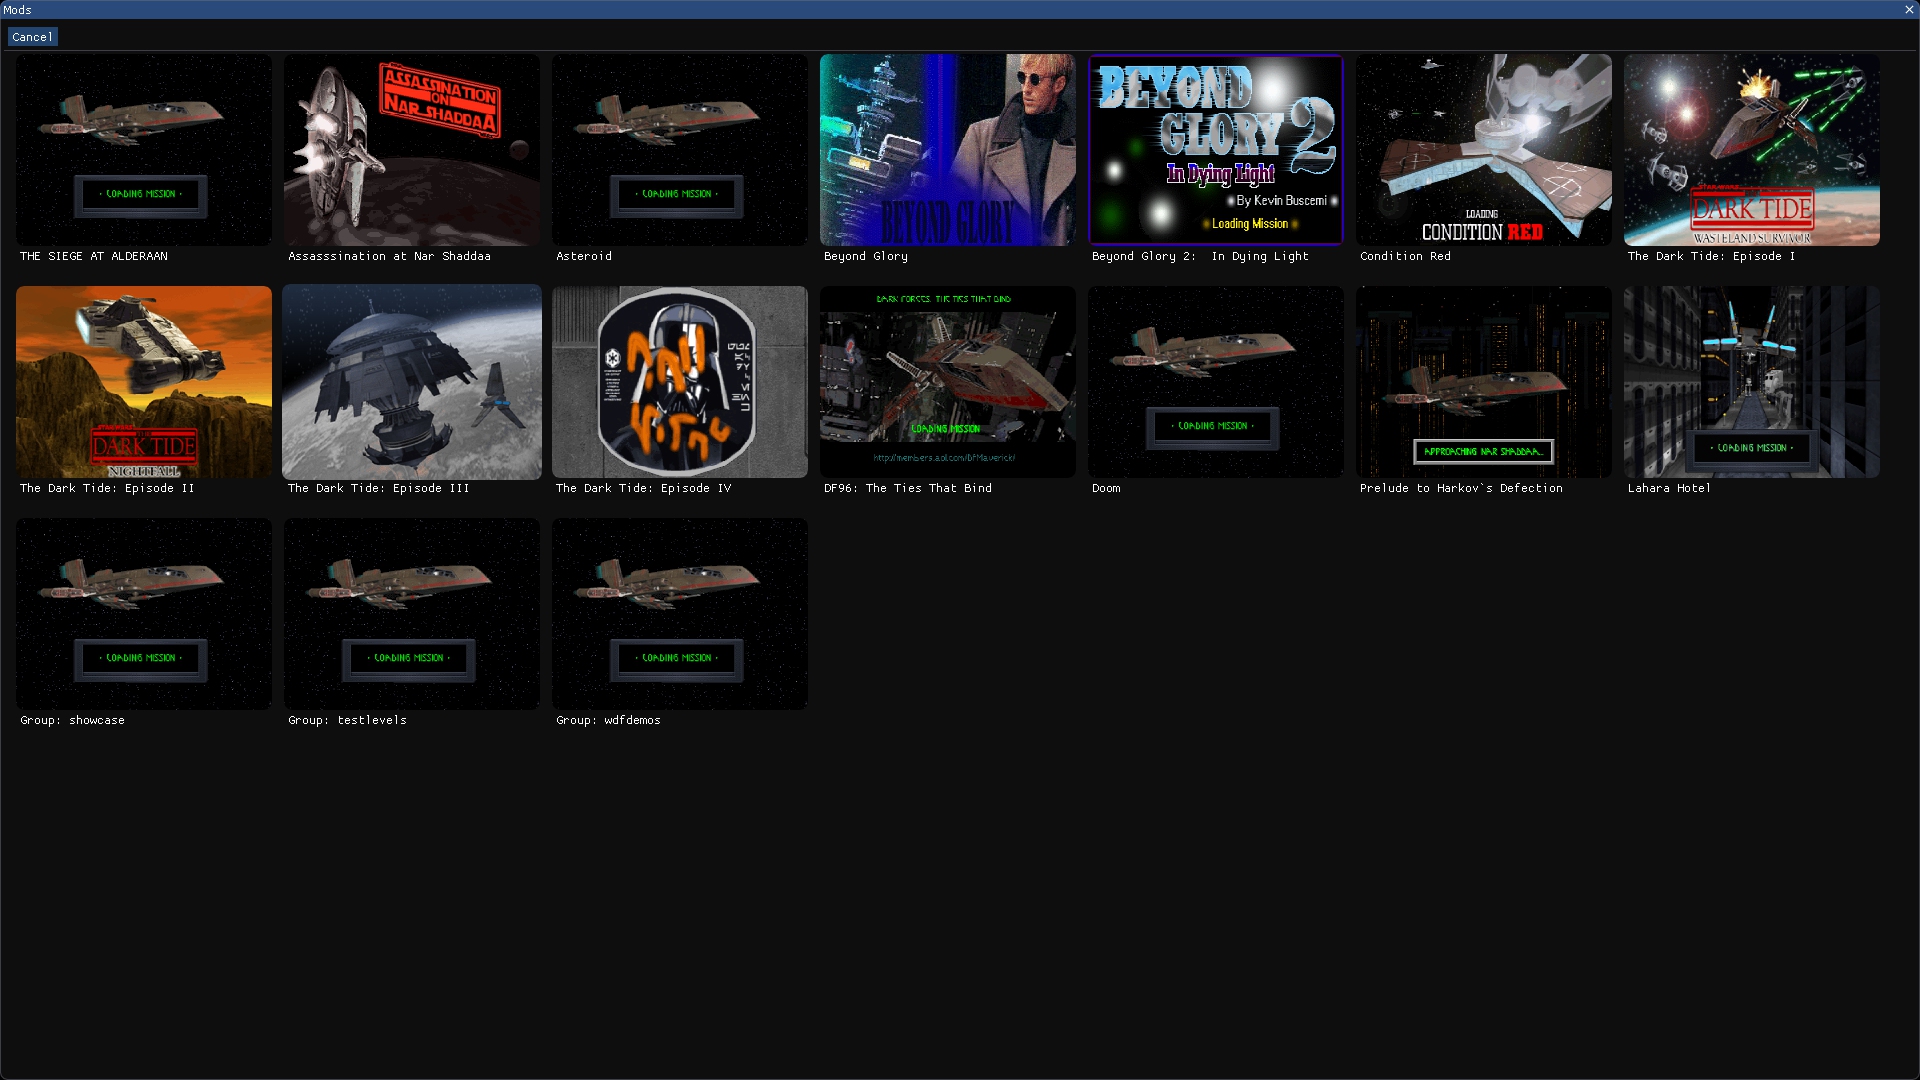 Mods
Cancel
· LOADING MISSION ·
ASSASSINATION
ON
NAR SHADDAA
· LOADING MISSION ·
BEYOND GLORY
BEYOND
GLORY 2
In Dying Light
By Kevin Buscemi
Loading Mission
LOADING
CONDITION RED
STAR WARS
DARK TIDE
WASTELAND SURVIVOR
THE SIEGE AT ALDERAAN
Assasssination at Nar Shaddaa
Asteroid
Beyond Glory
Beyond Glory 2:  In Dying Light
Condition Red
The Dark Tide: Episode I
STAR WARS
DARK TIDE
NIGHTFALL
DARK FORCES: THE TIES THAT BIND
LOADING MISSION
http://members.aol.com/DFMaverick/
· LOADING MISSION ·
APPROACHING NAR SHADDAA...
· LOADING MISSION ·
The Dark Tide: Episode II
The Dark Tide: Episode III
The Dark Tide: Episode IV
DF96: The Ties That Bind
Doom
Prelude to Harkov`s Defection
Lahara Hotel
· LOADING MISSION ·
· LOADING MISSION ·
· LOADING MISSION ·
Group: showcase
Group: testlevels
Group: wdfdemos